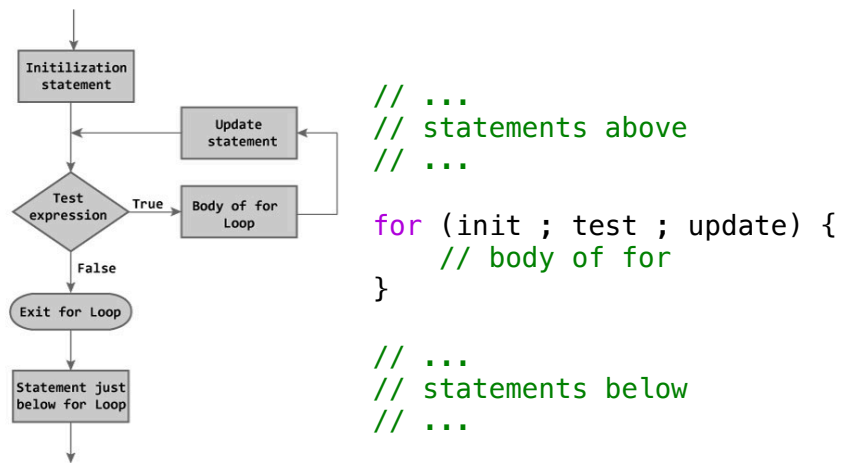 Initilization
statement
Update
statement
Test
expression
True
Body of for
Loop
False
Exit for Loop
Statement just
below for Loop
// ...
// statements above
// ...
for (init ; test ; update) {
// body of for
}
// ...
// statements below
// ...